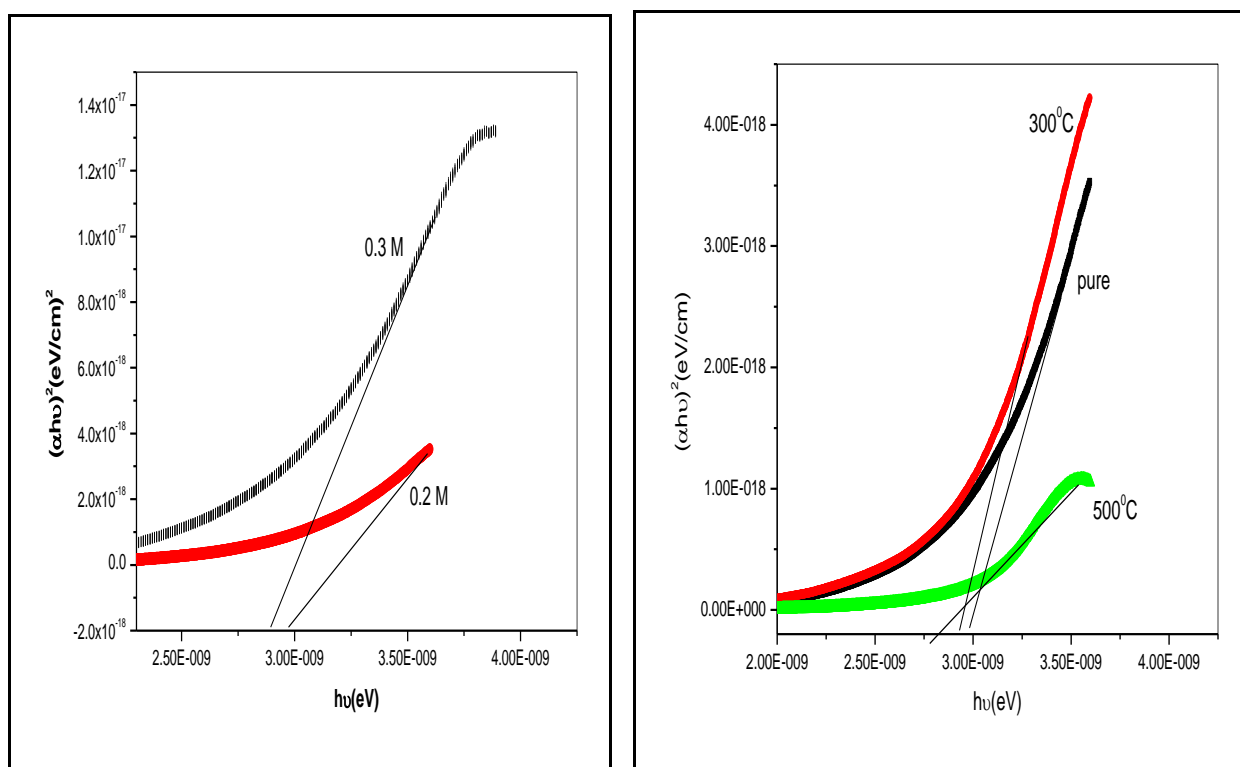 1.4x10⁻¹⁷
1.2x10⁻¹⁷
1.0x10⁻¹⁷
8.0x10⁻¹⁸
6.0x10⁻¹⁸
4.0x10⁻¹⁸
2.0x10⁻¹⁸
0.0
-2.0x10⁻¹⁸
(αhυ)²(eV/cm)²
0.3 M
0.2 M
2.50E-009 3.00E-009 3.50E-009 4.00E-009
hυ(eV)
4.00E-018
3.00E-018
2.00E-018
1.00E-018
0.00E+000
(αhυ)²(eV/cm)
300⁰C
pure
500⁰C
2.00E-009 2.50E-009 3.00E-009 3.50E-009 4.00E-009
hυ(eV)